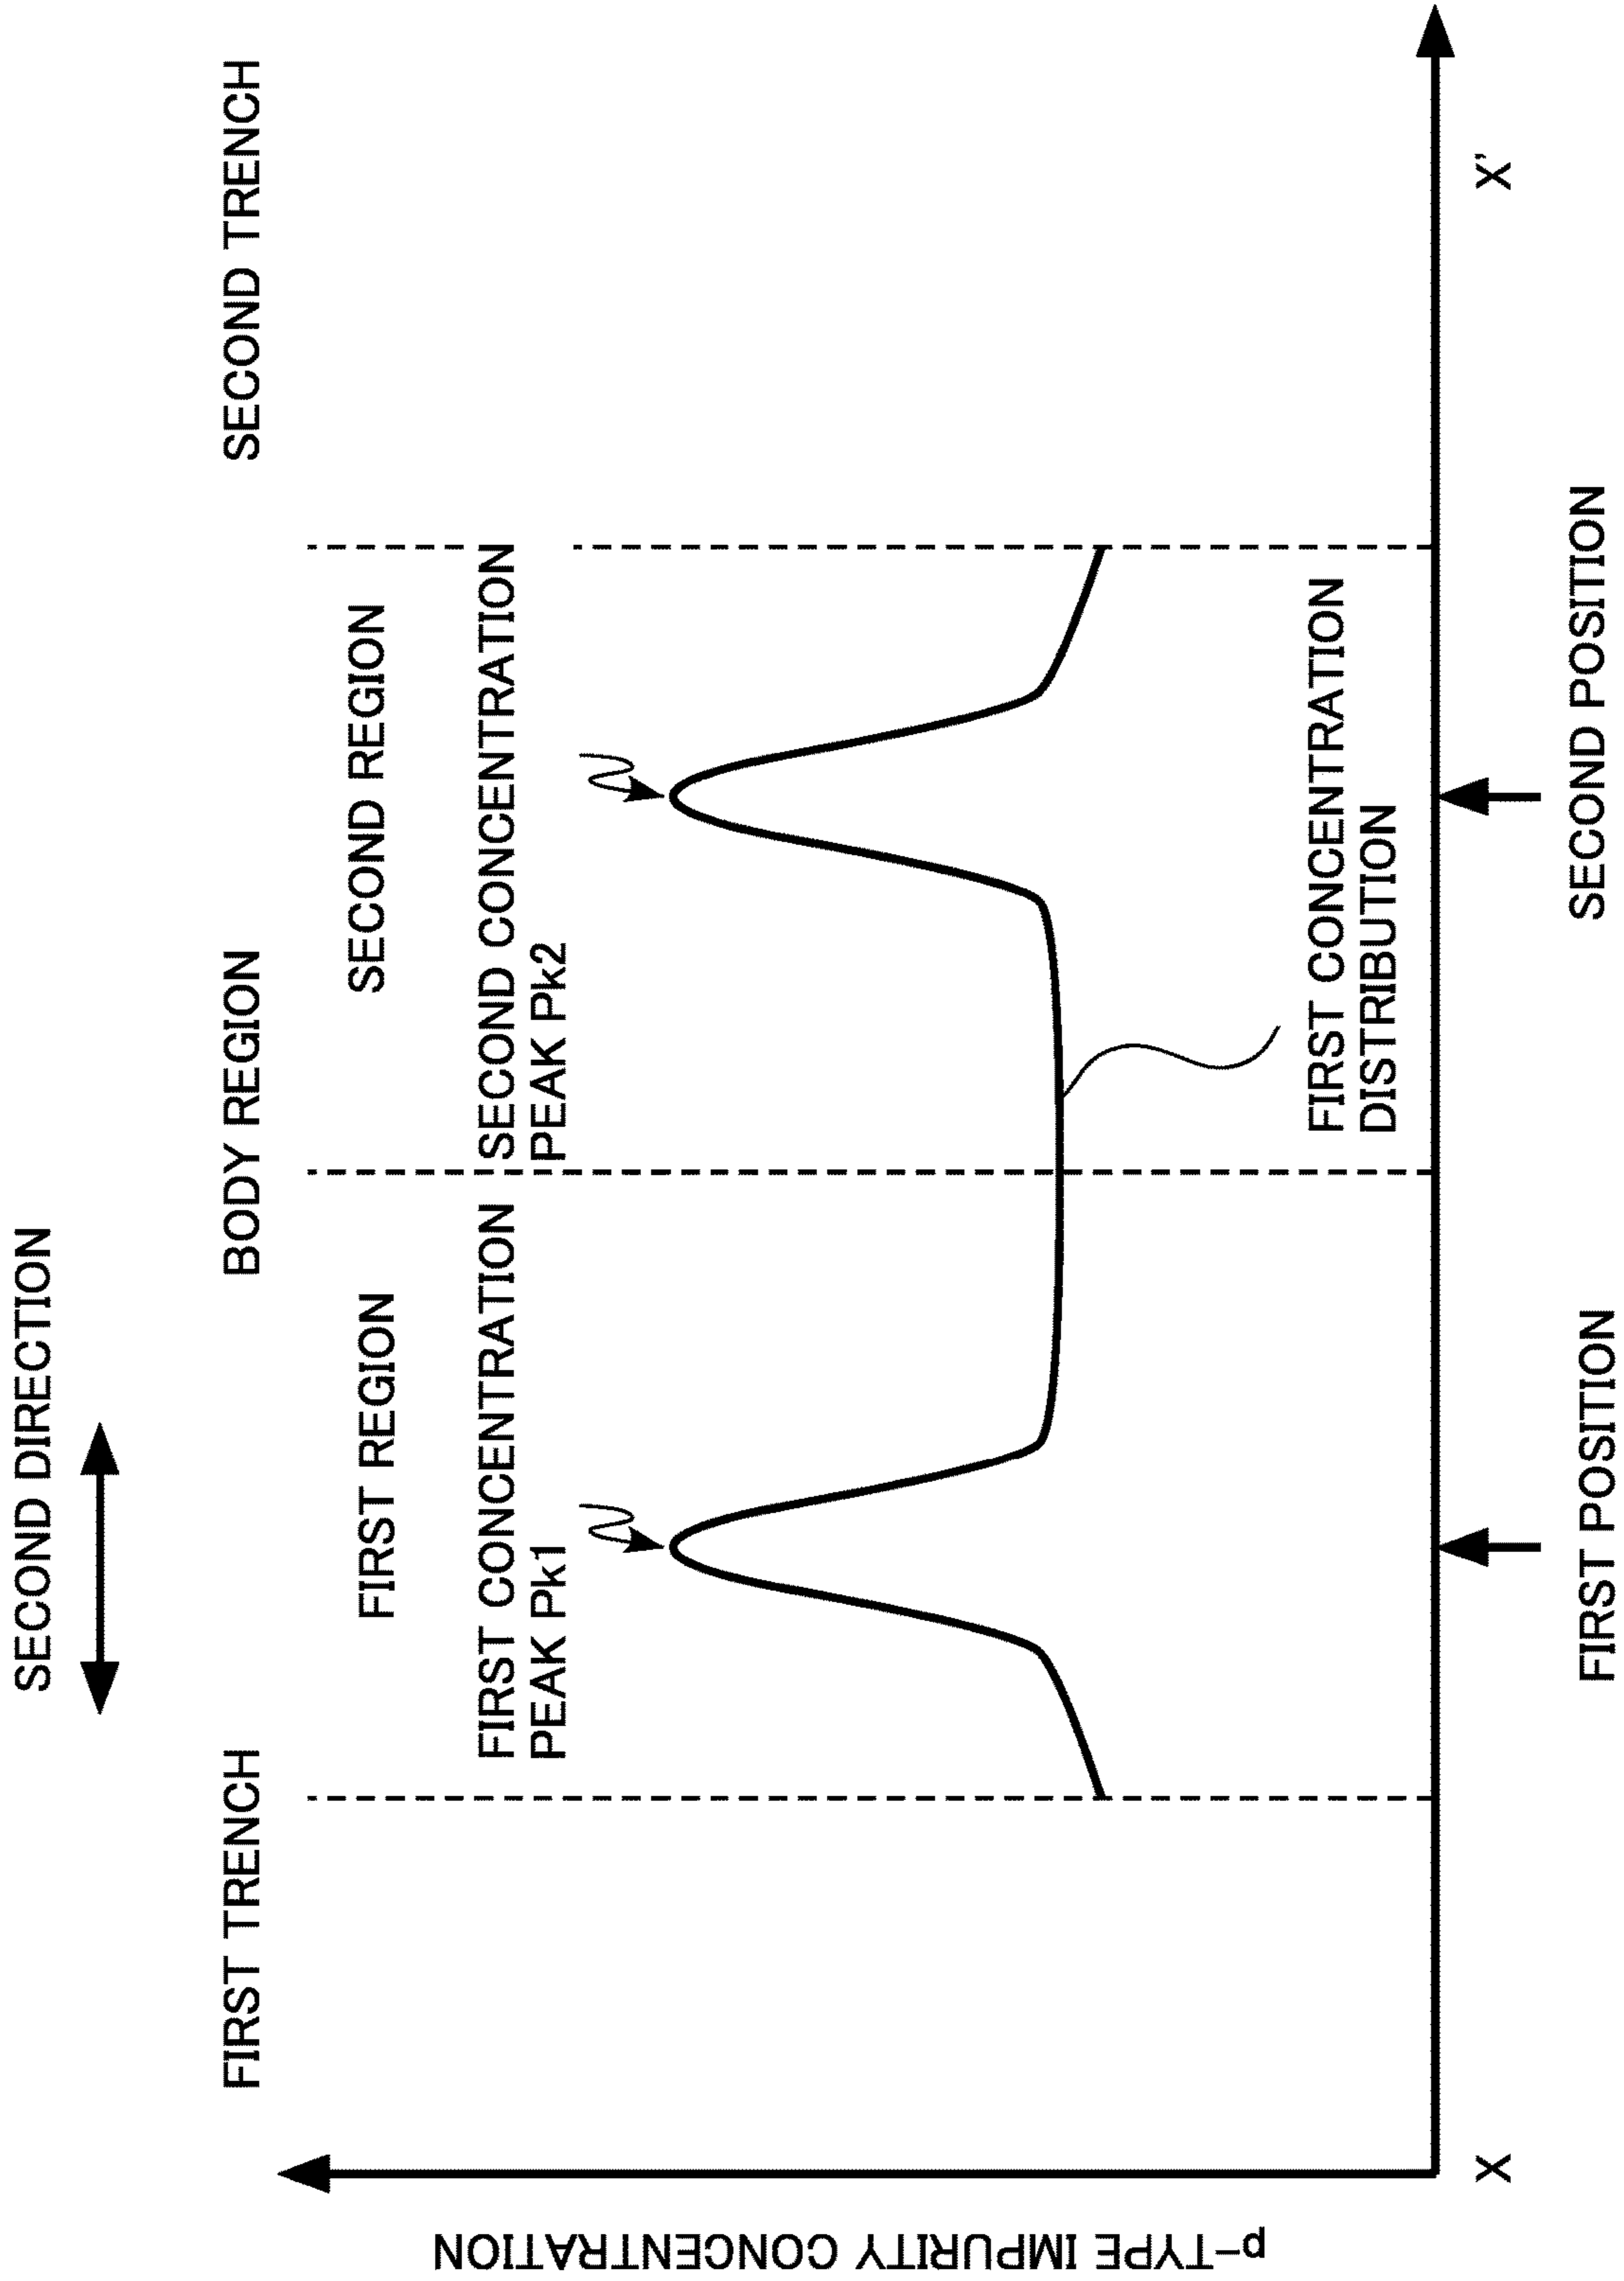 SECOND DIRECTION
FIRST TRENCH
BODY REGION
SECOND TRENCH
FIRST REGION
SECOND REGION
FIRST CONCENTRATION
PEAK Pk1
SECOND CONCENTRATION
PEAK Pk2
p-TYPE IMPURITY CONCENTRATION
FIRST CONCENTRATION
DISTRIBUTION
X
X'
FIRST POSITION
SECOND POSITION